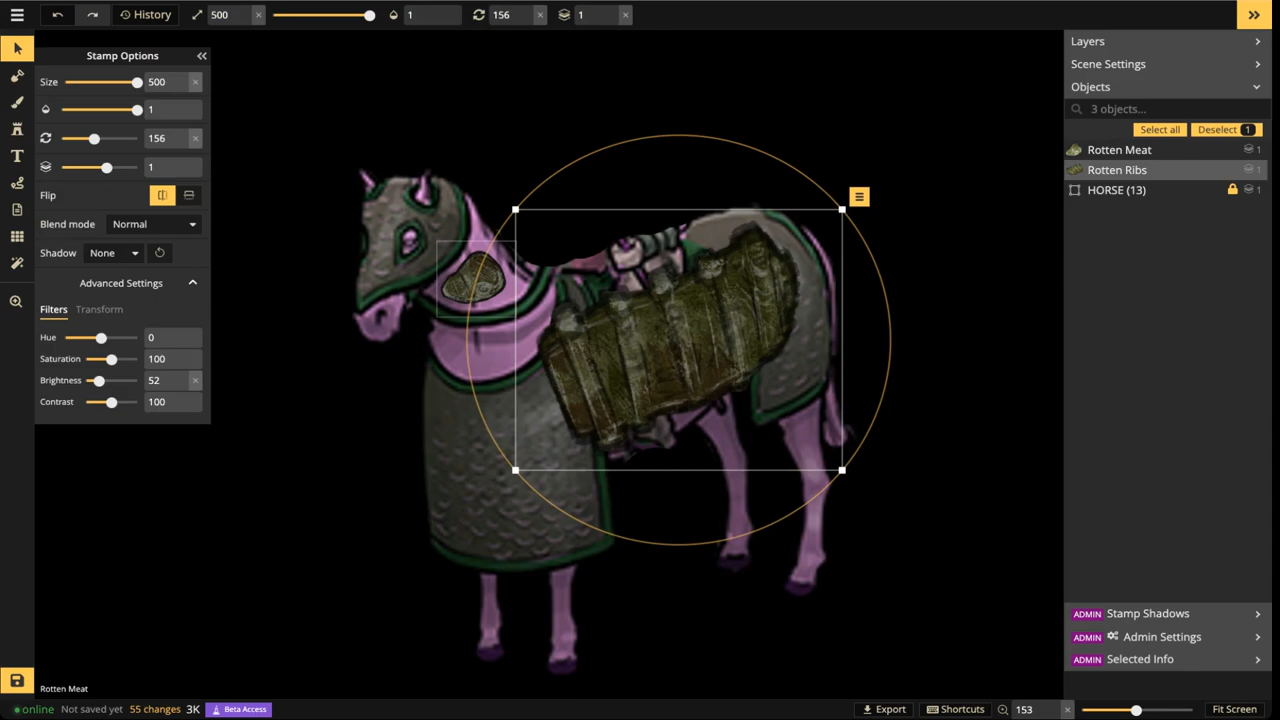 History 500 × 1 156 × 1 ×
Stamp Options
Size 500 ×
1
156 ×
1
Flip
Blend mode Normal
Shadow None
Advanced Settings
Filters Transform
Hue 0
Saturation 100
Brightness 52 ×
Contrast 100
Layers
Scene Settings
Objects
3 objects...
Select all Deselect 1
Rotten Meat 1
Rotten Ribs 1
HORSE (13) 1
ADMIN Stamp Shadows
ADMIN Admin Settings
ADMIN Selected Info
Rotten Meat
online Not saved yet 55 changes 3K Beta Access Export Shortcuts 153 × Fit Screen